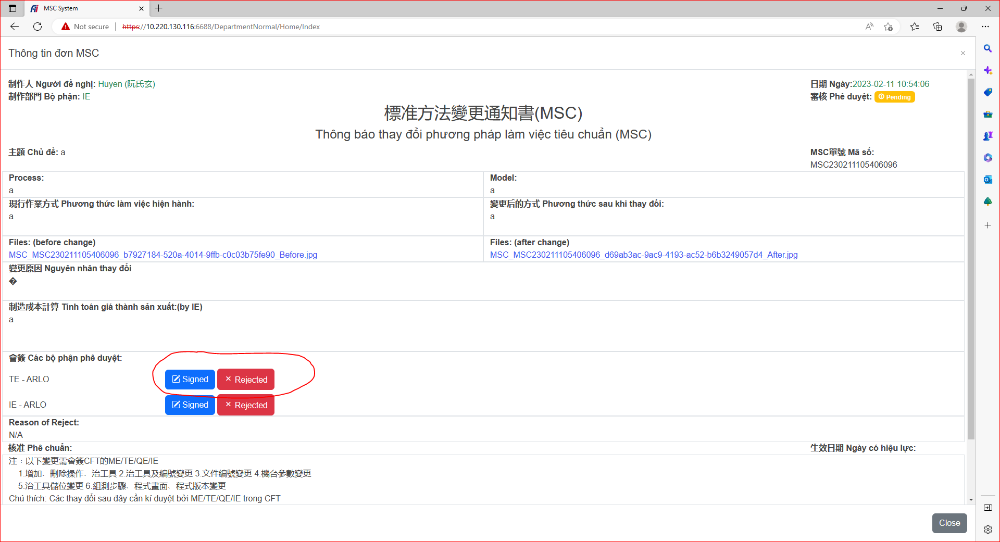 MSC System
Not secure
https://10.220.130.116:6688/DepartmentNormal/Home/Index
Thông tin đơn MSC
制作人 Người đề nghị: Huyen (阮氏玄)
日期 Ngày:2023-02-11 10:54:06
制作部門 Bộ phận: IE
審核 Phê duyệt: Pending
標准方法變更通知書(MSC)
Thông báo thay đổi phương pháp làm việc tiêu chuẩn (MSC)
主題 Chủ đề: a
MSC單號 Mã số:
MSC230211105406096
Process:
a
Model:
a
現行作業方式 Phương thức làm việc hiện hành:
a
變更后的方式 Phương thức sau khi thay đổi:
a
Files: (before change)
MSC_MSC230211105406096_b7927184-520a-4014-9ffb-c0c03b75fe90_Before.jpg
Files: (after change)
MSC_MSC230211105406096_d69ab3ac-9ac9-4193-ac52-b6b3249057d4_After.jpg
變更原因 Nguyên nhân thay đổi
�
制造成本計算 Tính toán giá thành sản xuất:(by IE)
a
會簽 Các bộ phận phê duyệt:
TE - ARLO Signed Rejected
IE - ARLO Signed Rejected
Reason of Reject:
N/A
核准 Phê chuẩn:
生效日期 Ngày có hiệu lực:
注：以下變更需會簽CFT的ME/TE/QE/IE
1.增加、刪除操作、治工具 2.治工具及編號變更 3.文件編號變更 4.機台參數變更
5.治工具儲位變更 6.組測步驟、程式畫面、程式版本變更
Chú thích: Các thay đổi sau đây cần kí duyệt bởi ME/TE/QE/IE trong CFT
Close